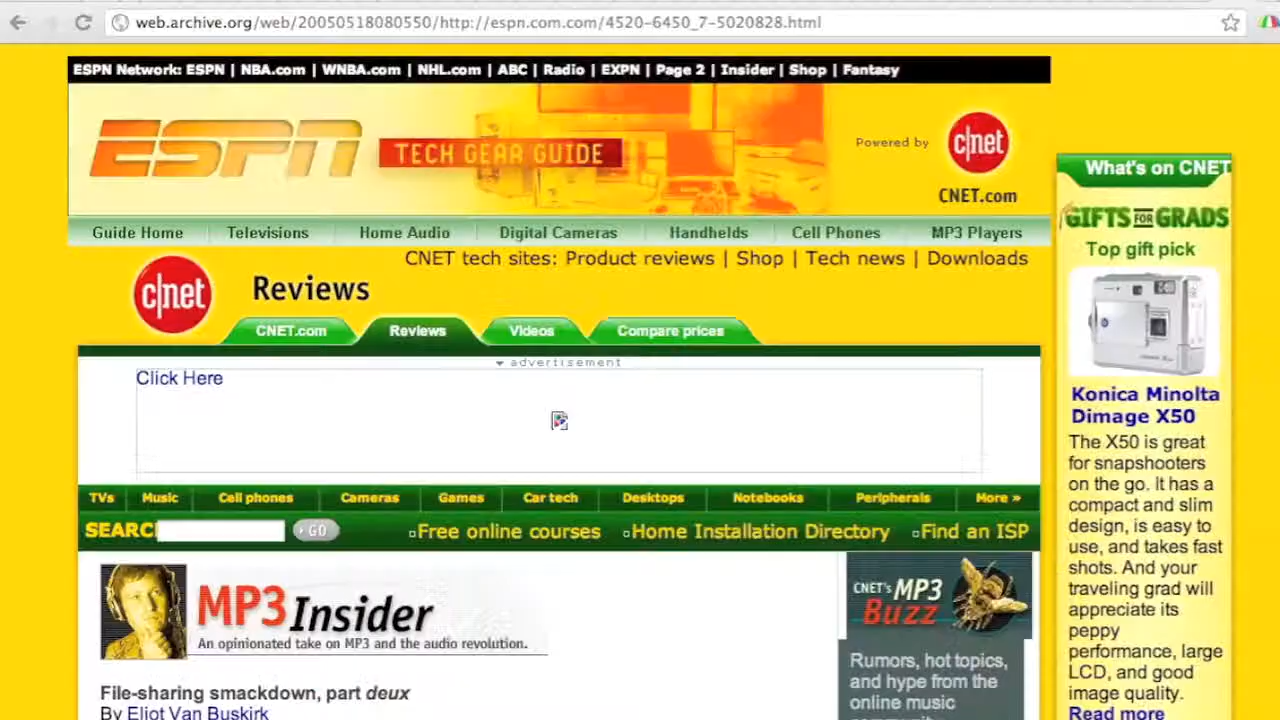 web.archive.org/web/20050518080550/http://espn.com.com/4520-6450_7-5020828.html
ESPN Network: ESPN | NBA.com | WNBA.com | NHL.com | ABC | Radio | EXPN | Page 2 | Insider | Shop | Fantasy
ESPN TECH GEAR GUIDE
Powered by c|net
CNET.com
Guide Home Televisions Home Audio Digital Cameras Handhelds Cell Phones MP3 Players
CNET tech sites: Product reviews | Shop | Tech news | Downloads
c|net Reviews
CNET.com Reviews Videos Compare prices
advertisement
Click Here
TVs Music Cell phones Cameras Games Car tech Desktops Notebooks Peripherals More »
SEARC GO Free online courses Home Installation Directory Find an ISP
MP3 Insider
An opinionated take on MP3 and the audio revolution.
File-sharing smackdown, part deux
By Eliot Van Buskirk
CNET's MP3
Buzz
Rumors, hot topics,
and hype from the
online music
What's on CNET
GIFTS FOR GRADS
Top gift pick
Konica Minolta
Dimage X50
The X50 is great
for snapshooters
on the go. It has a
compact and slim
design, is easy to
use, and takes fast
shots. And your
traveling grad will
appreciate its
peppy
performance, large
LCD, and good
image quality.
Read more